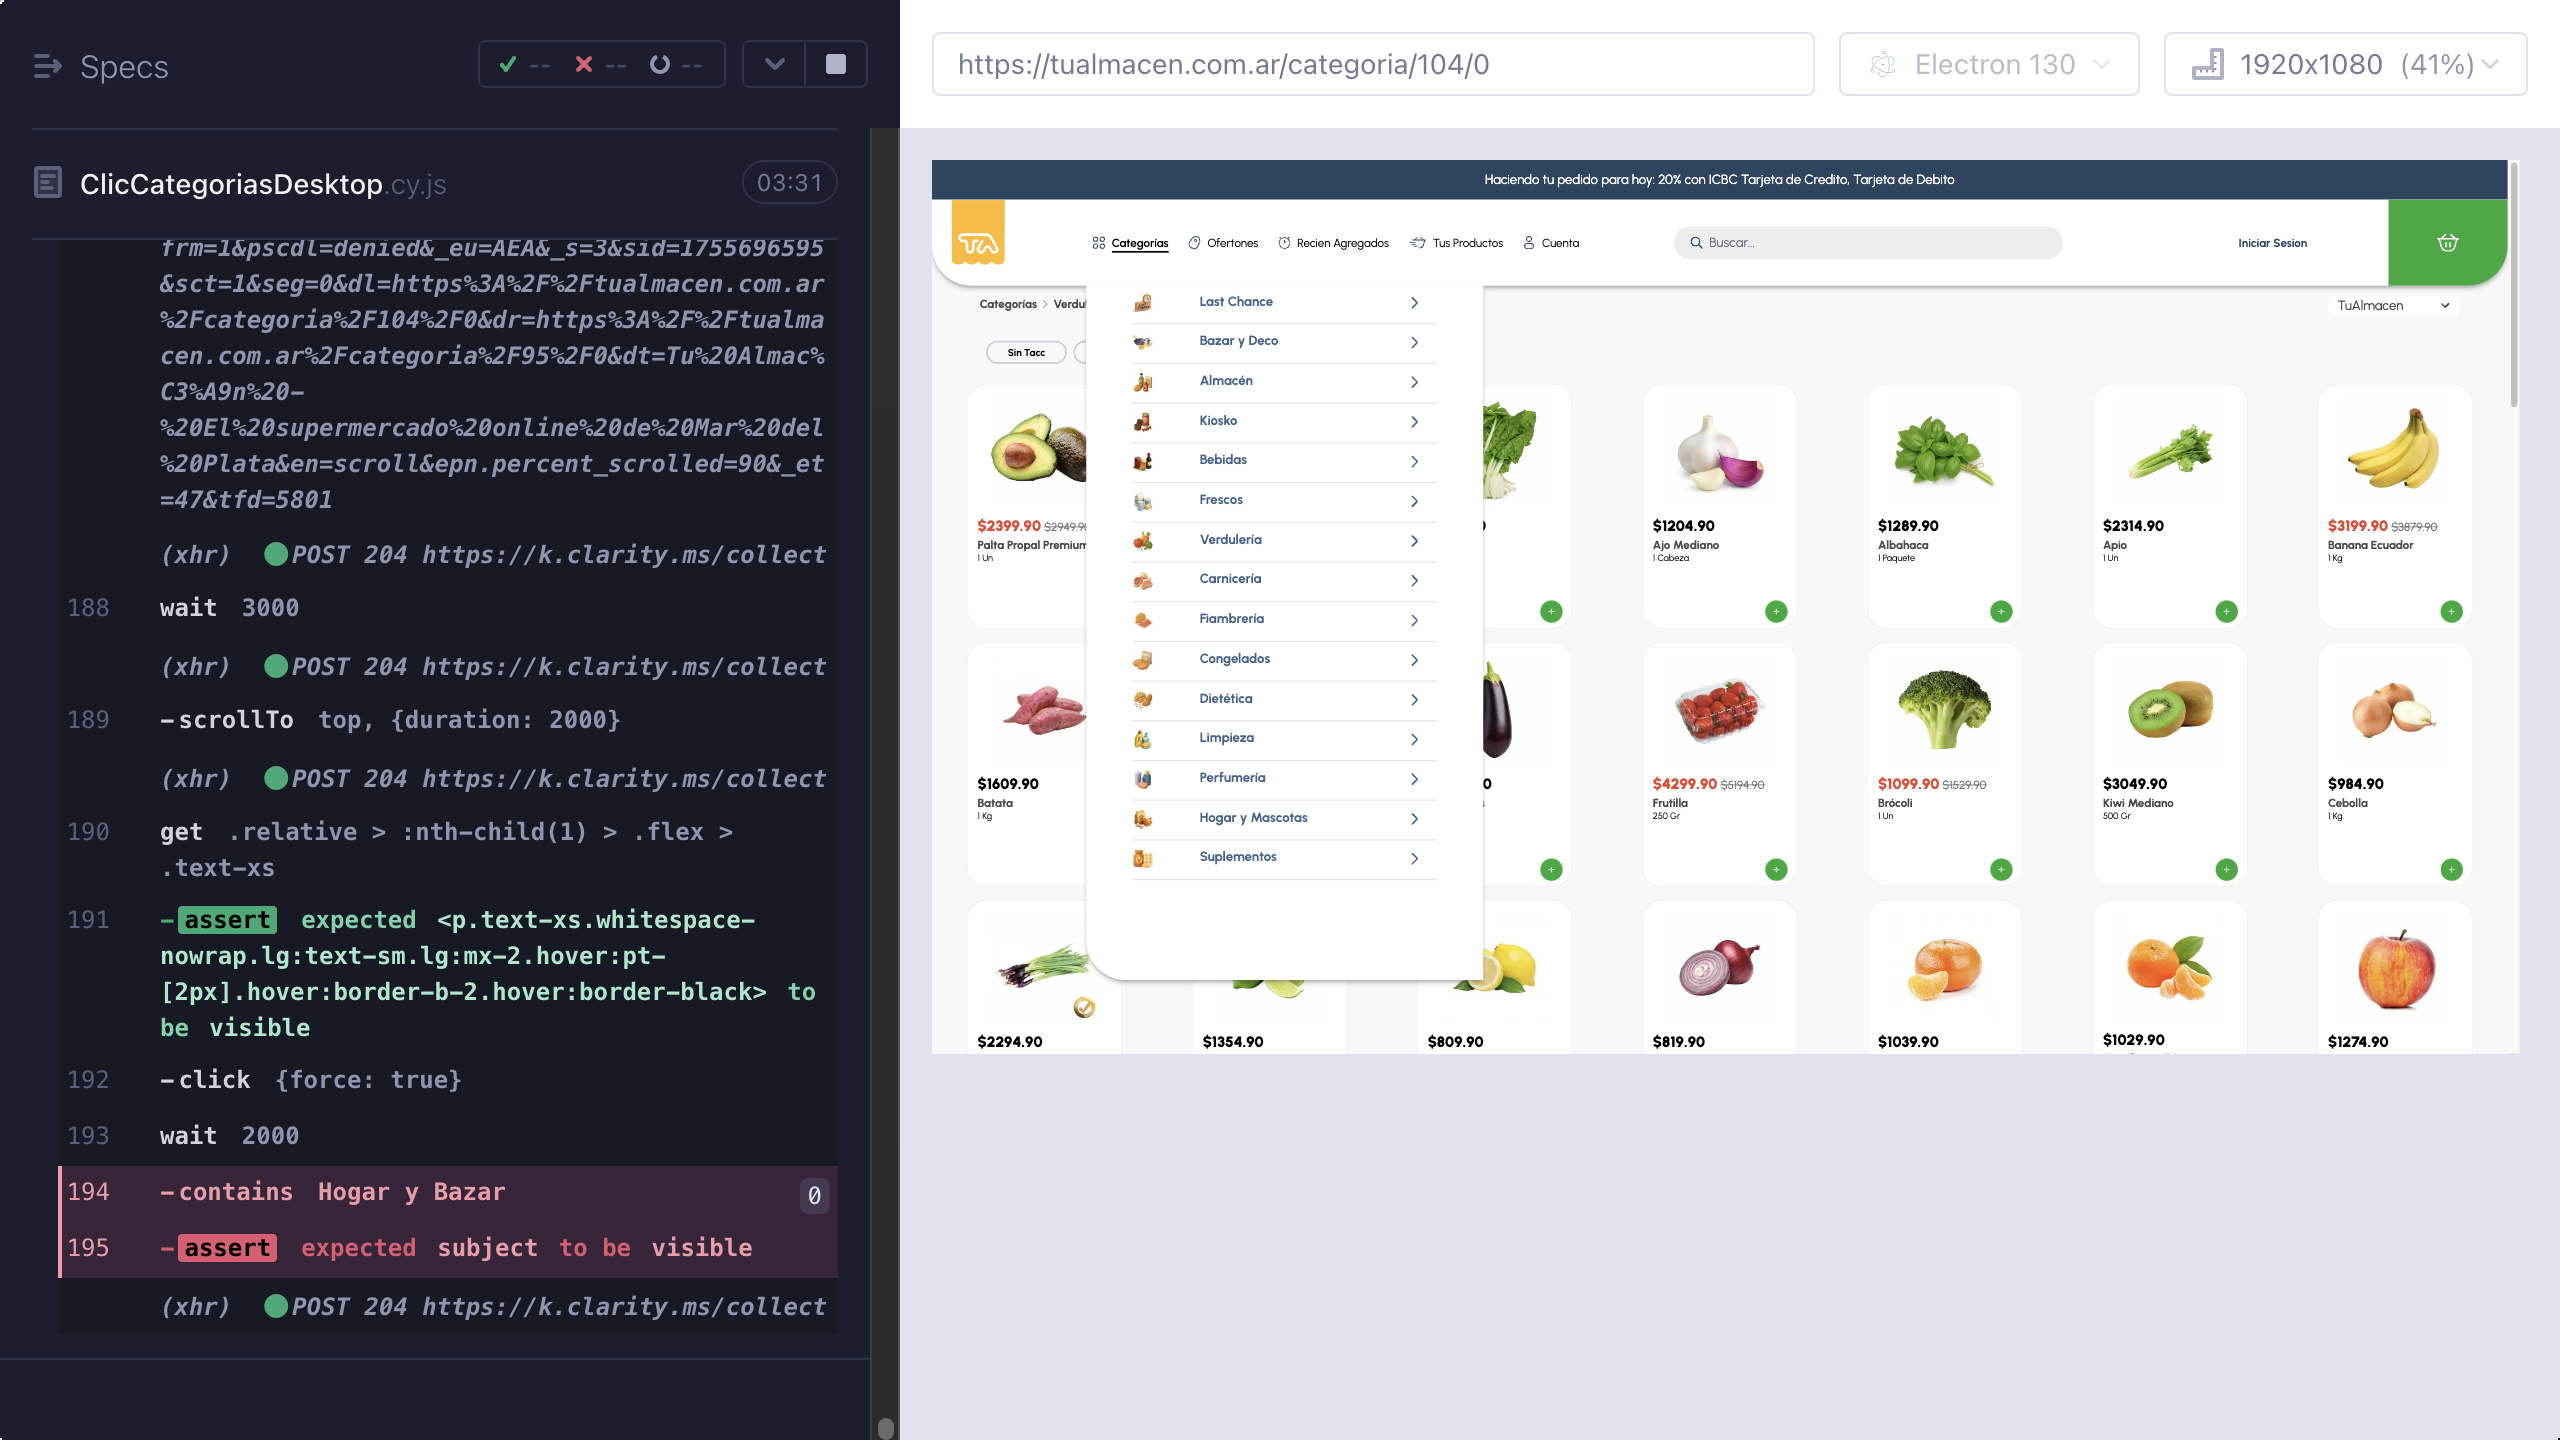 Specs
--
--
--
ClicCategoriasDesktop.cy.js
03:31
frm=1&pscdl=denied&_eu=AEA&_s=3&sid=1755696595
&sct=1&seg=0&dl=https%3A%2F%2Ftualmacen.com.ar
%2Fcategoria%2F104%2F0&dr=https%3A%2F%2Ftualma
cen.com.ar%2Fcategoria%2F95%2F0&dt=Tu%20Almac%
C3%A9n%20-
%20El%20supermercado%20online%20de%20Mar%20del
%20Plata&en=scroll&epn.percent_scrolled=90&_et
=47&tfd=5801
(xhr) POST 204 https://k.clarity.ms/collect
188 wait 3000
(xhr) POST 204 https://k.clarity.ms/collect
189 -scrollTo top, {duration: 2000}
(xhr) POST 204 https://k.clarity.ms/collect
190 get .relative > :nth-child(1) > .flex >
.text-xs
191 -assert expected <p.text-xs.whitespace-
nowrap.lg:text-sm.lg:mx-2.hover:pt-
[2px].hover:border-b-2.hover:border-black> to
be visible
192 -click {force: true}
193 wait 2000
194 -contains Hogar y Bazar 0
195 -assert expected subject to be visible
(xhr) POST 204 https://k.clarity.ms/collect
https://tualmacen.com.ar/categoria/104/0
Electron 130
1920x1080 (41%)
Haciendo tu pedido para hoy: 20% con ICBC Tarjeta de Credito, Tarjeta de Debito
TA
Categorías
Ofertones
Recien Agregados
Tus Productos
Cuenta
Buscar...
Iniciar Sesion
Categorías > Verdul
TuAlmacen
Sin Tacc
Last Chance
Bazar y Deco
Almacén
Kiosko
Bebidas
Frescos
Verdulería
Carnicería
Fiambrería
Congelados
Dietética
Limpieza
Perfumería
Hogar y Mascotas
Suplementos
$2399.90 $2949.90
Palta Propal Premium
1 Un
$1204.90
Ajo Mediano
1 Cabeza
$1289.90
Albahaca
1 Paquete
$2314.90
Apio
1 Un
$3199.90 $3879.90
Banana Ecuador
1 Kg
$1609.90
Batata
1 Kg
$4299.90 $5194.90
Frutilla
250 Gr
$1099.90 $1529.90
Brócoli
1 Un
$3049.90
Kiwi Mediano
500 Gr
$984.90
Cebolla
1 Kg
$2294.90
$1354.90
$809.90
$819.90
$1039.90
$1029.90
$1274.90